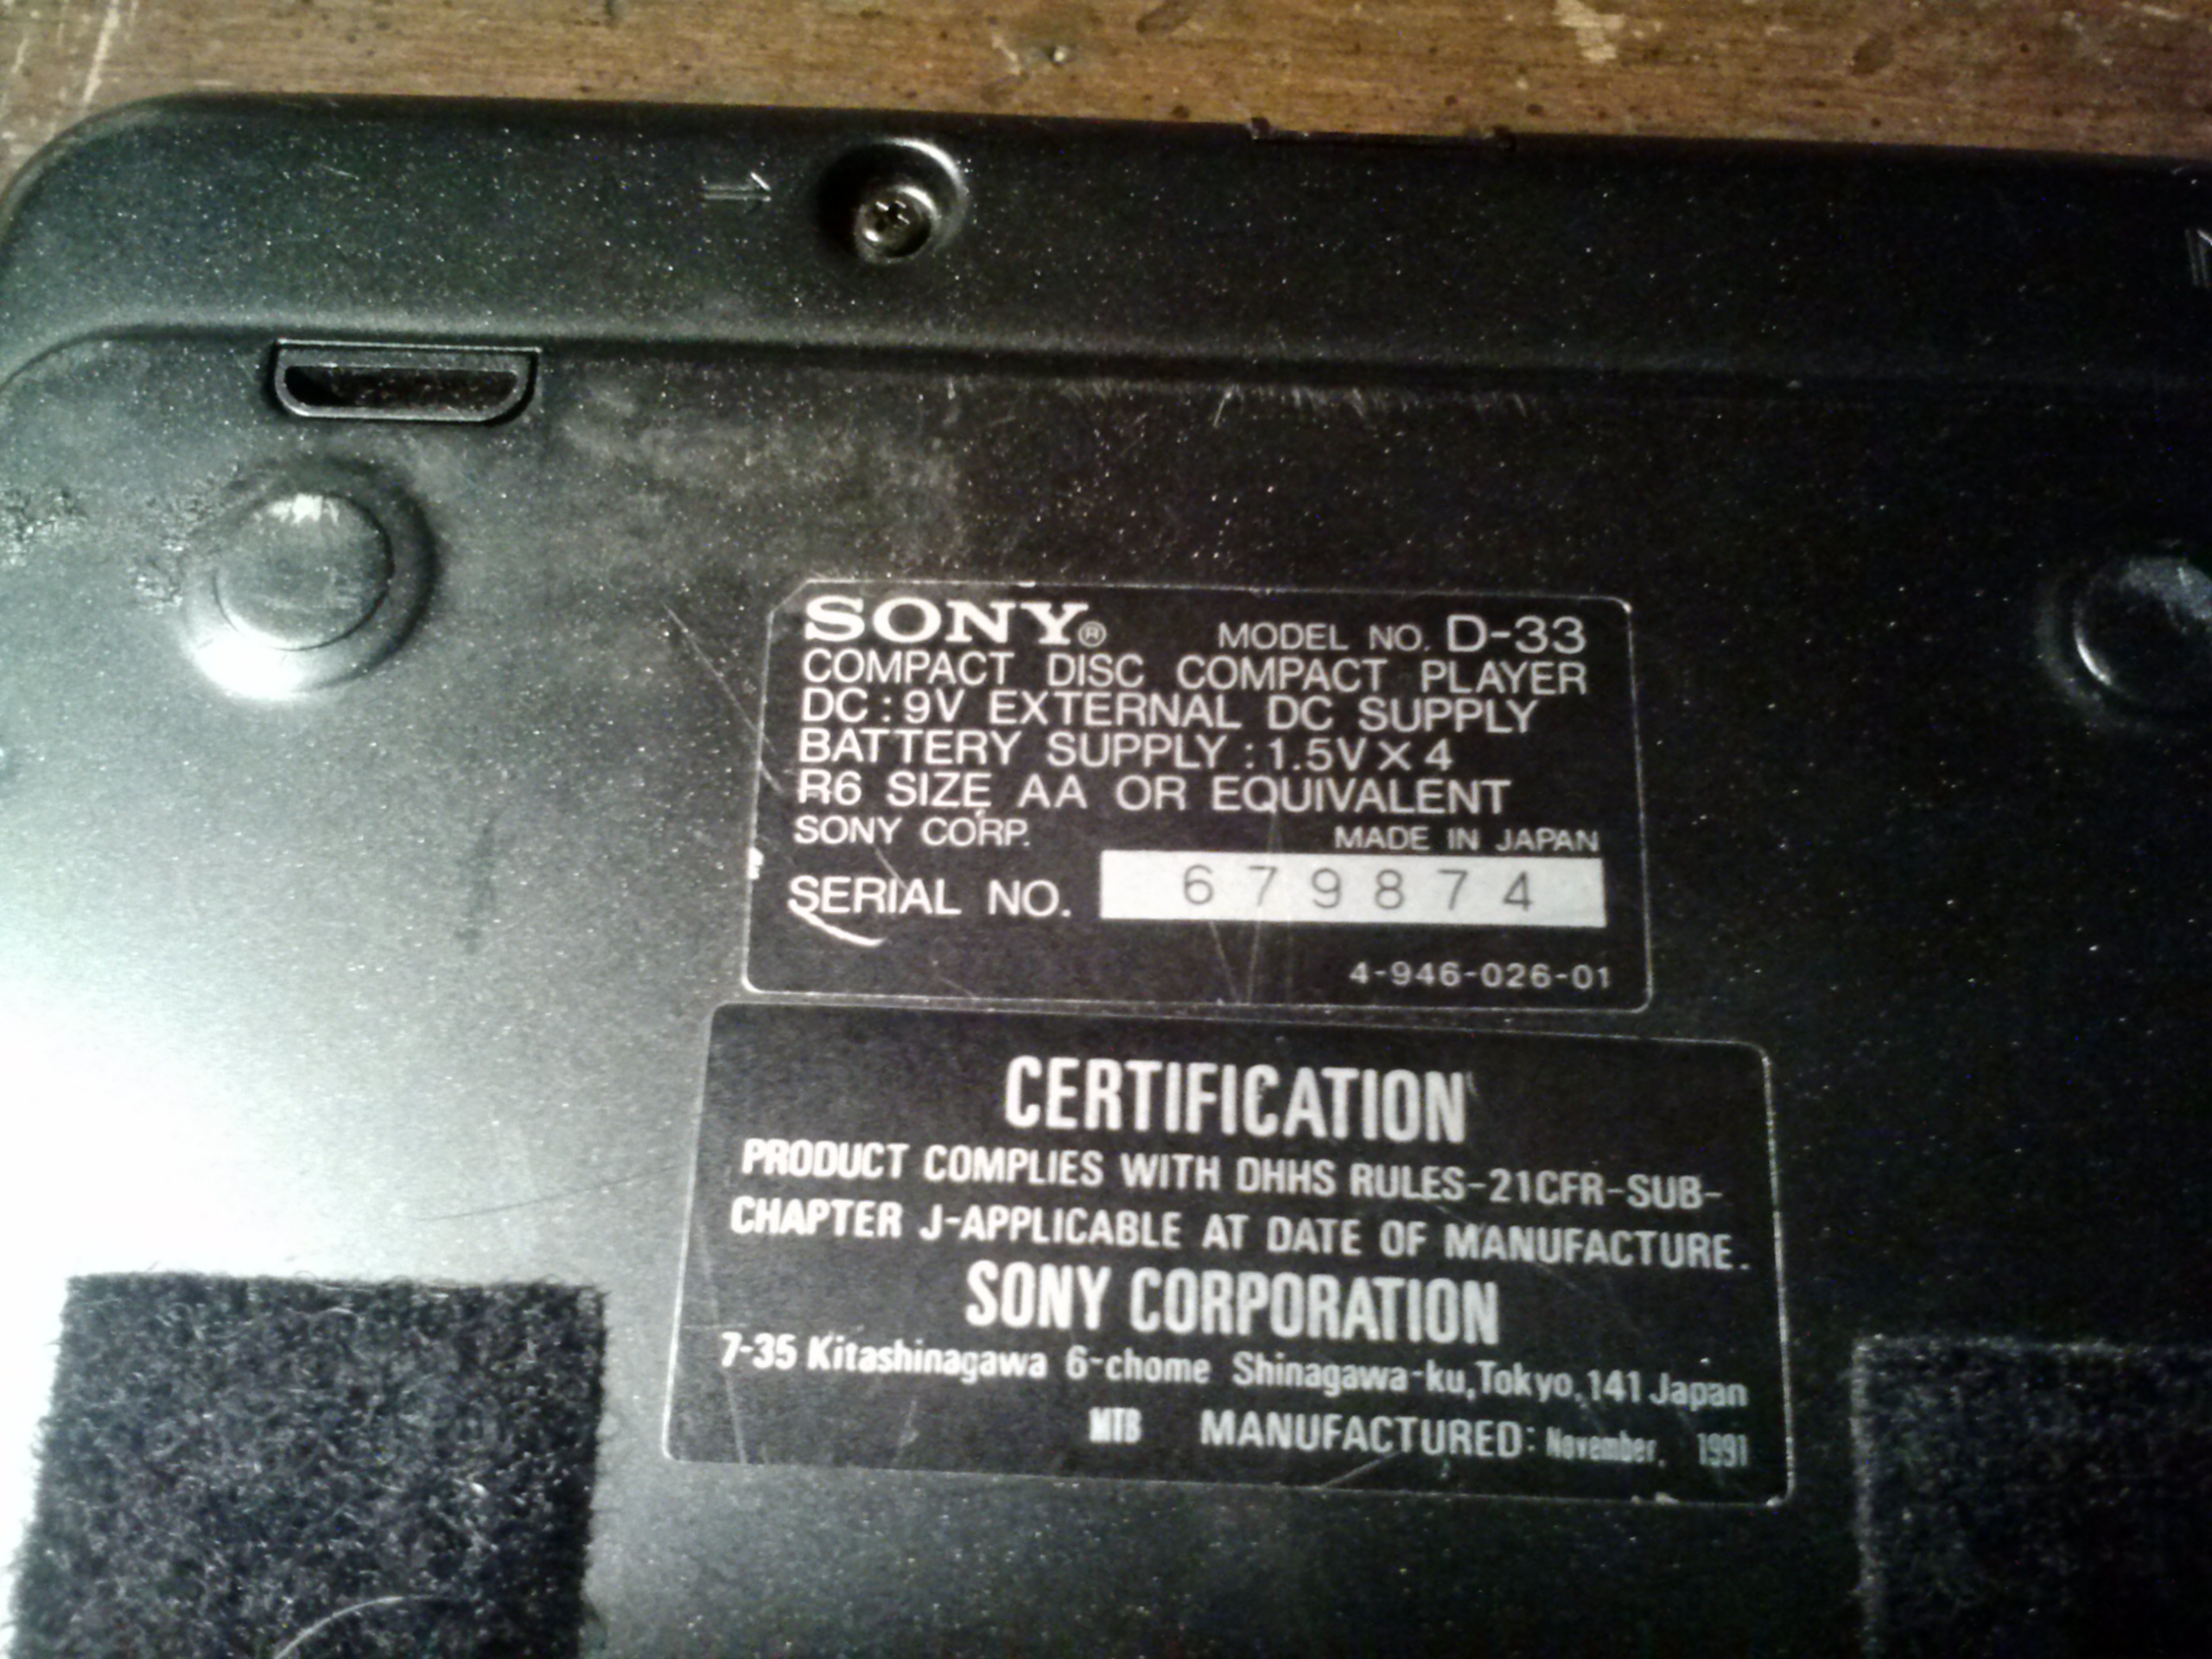 SONY® MODEL NO. D-33
COMPACT DISC COMPACT PLAYER
DC : 9V EXTERNAL DC SUPPLY
BATTERY SUPPLY : 1.5V X 4
R6 SIZE AA OR EQUIVALENT
SONY CORP. MADE IN JAPAN
SERIAL NO. 679874
4-946-026-01
CERTIFICATION
PRODUCT COMPLIES WITH DHHS RULES-21CFR-SUB-
CHAPTER J-APPLICABLE AT DATE OF MANUFACTURE.
SONY CORPORATION
7-35 Kitashinagawa 6-chome Shinagawa-ku, Tokyo, 141 Japan
MTB MANUFACTURED: November, 1991